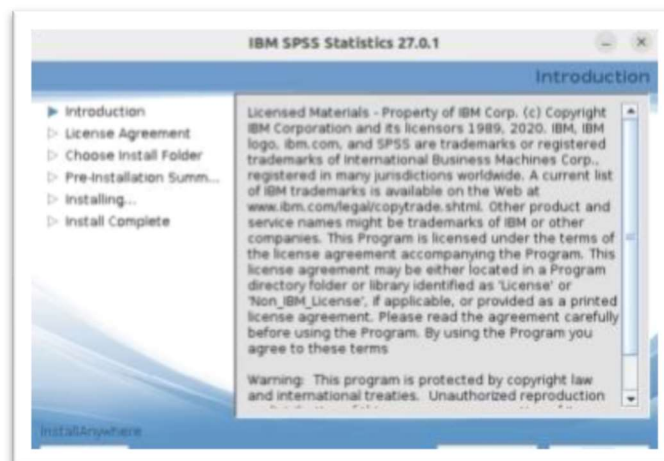 IBM SPSS Statistics 27.0.1
Introduction
Introduction
License Agreement
Choose Install Folder
Pre-Installation Summ...
Installing...
Install Complete
Licensed Materials - Property of IBM Corp. (c) Copyright
IBM Corporation and its licensors 1989, 2020. IBM, IBM
logo, ibm.com, and SPSS are trademarks or registered
trademarks of International Business Machines Corp.,
registered in many jurisdictions worldwide. A current list
of IBM trademarks is available on the Web at
www.ibm.com/legal/copytrade.shtml. Other product and
service names might be trademarks of IBM or other
companies. This Program is licensed under the terms of
the license agreement accompanying the Program. This
license agreement may be either located in a Program
directory folder or library identified as 'License' or
'Non_IBM_License', if applicable, or provided as a printed
license agreement. Please read the agreement carefully
before using the Program. By using the Program you
agree to these terms
Warning: This program is protected by copyright law
and international treaties. Unauthorized reproduction
InstallAnywhere